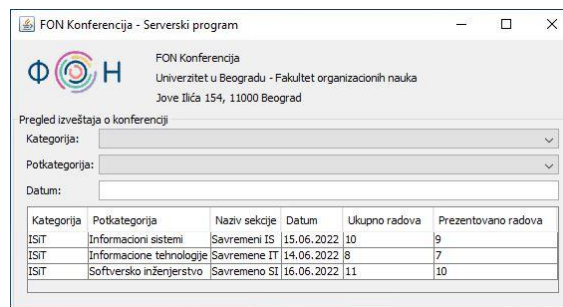 FON Konferencija - Serverski program
Ф Н
FON Konferencija
Univerzitet u Beogradu - Fakultet organizacionih nauka
Jove Ilića 154, 11000 Beograd
Pregled izveštaja o konferenciji
Kategorija:
Potkategorija:
Datum:
Kategorija Potkategorija Naziv sekcije Datum Ukupno radova Prezentovano radova
ISiT Informacioni sistemi Savremeni IS 15.06.2022 10 9
ISiT Informacione tehnologije Savremene IT 14.06.2022 8 7
ISiT Softversko inženjerstvo Savremeno SI 16.06.2022 11 10